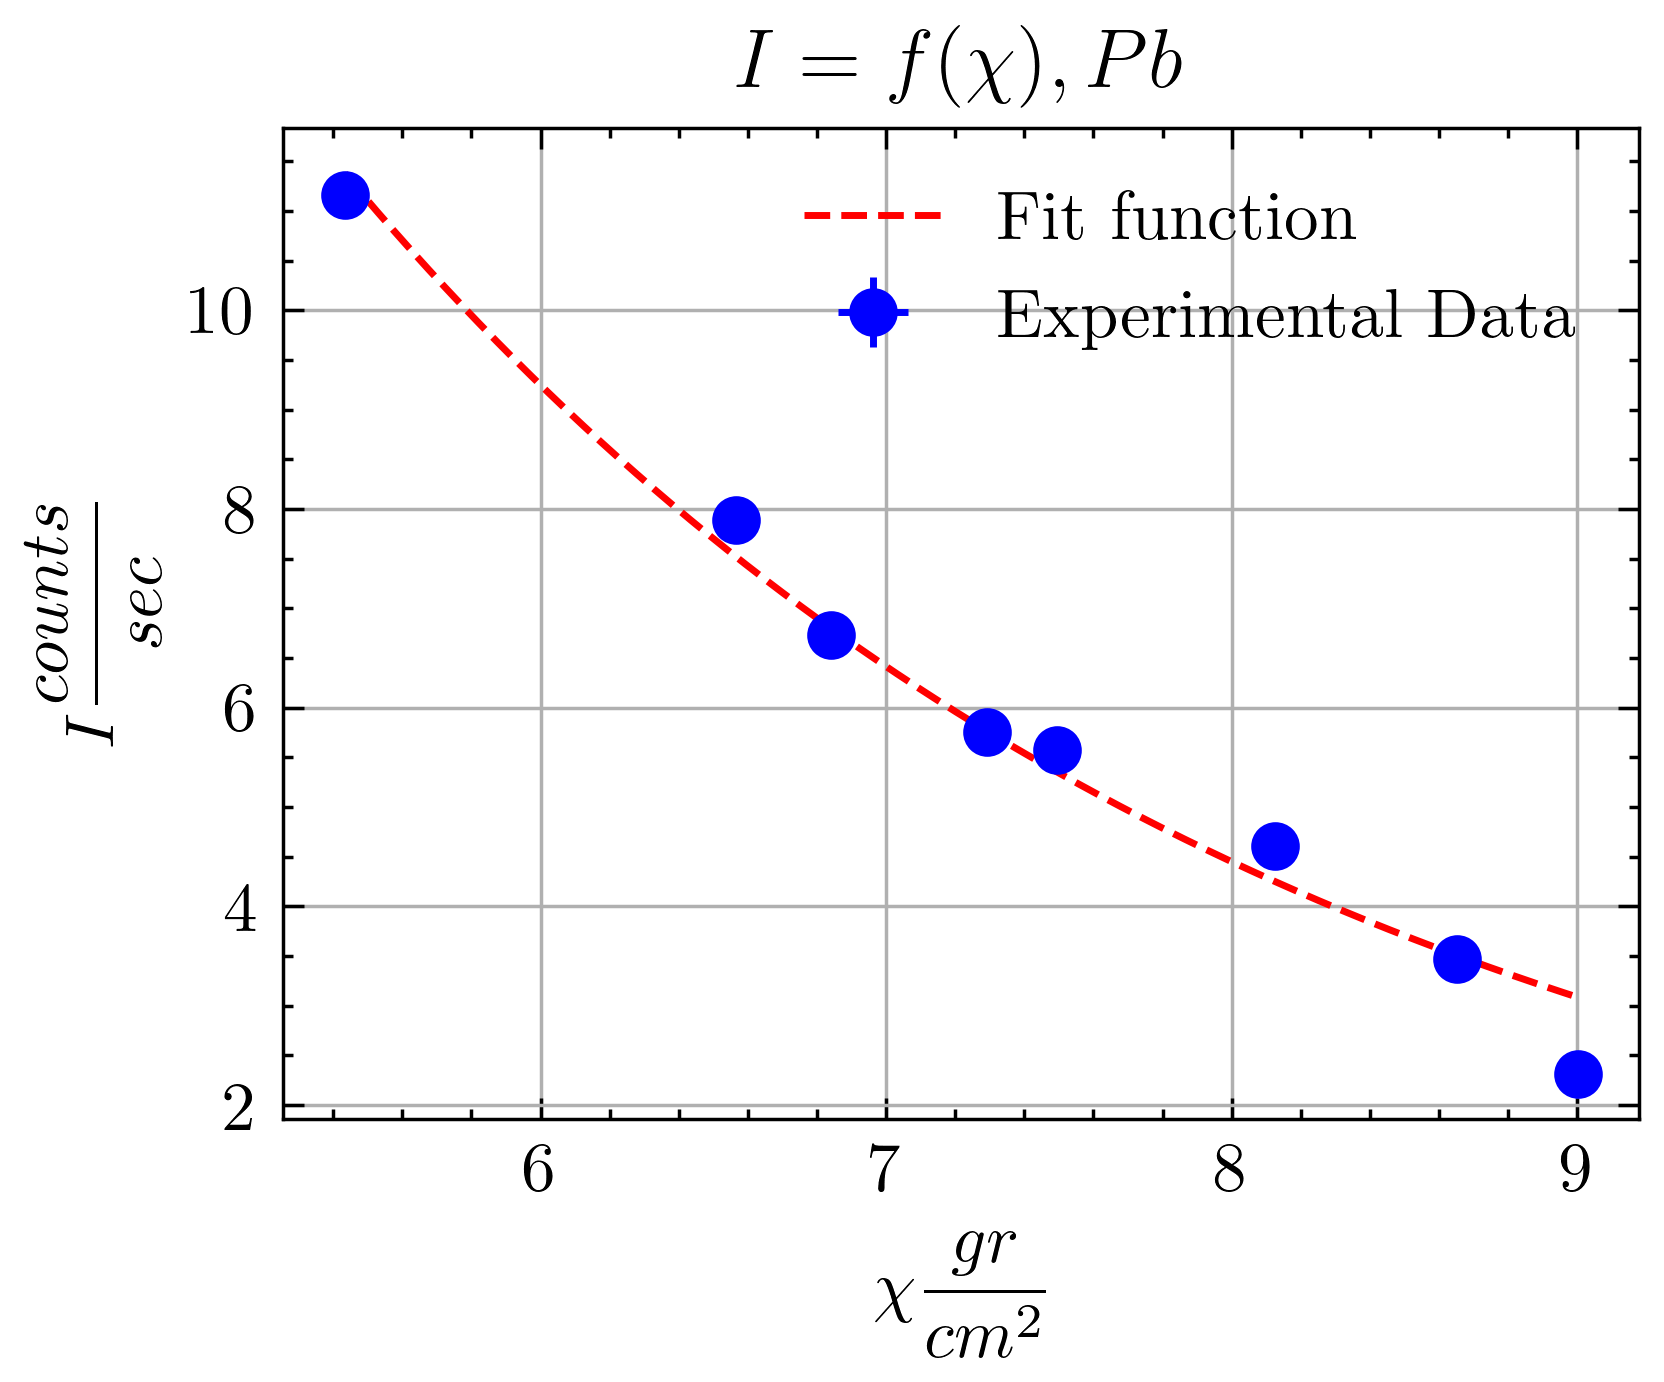 I = f(χ), Pb
Fit function
Experimental Data
10
8
6
4
2
I counts/sec
6 7 8 9
χ gr/cm²